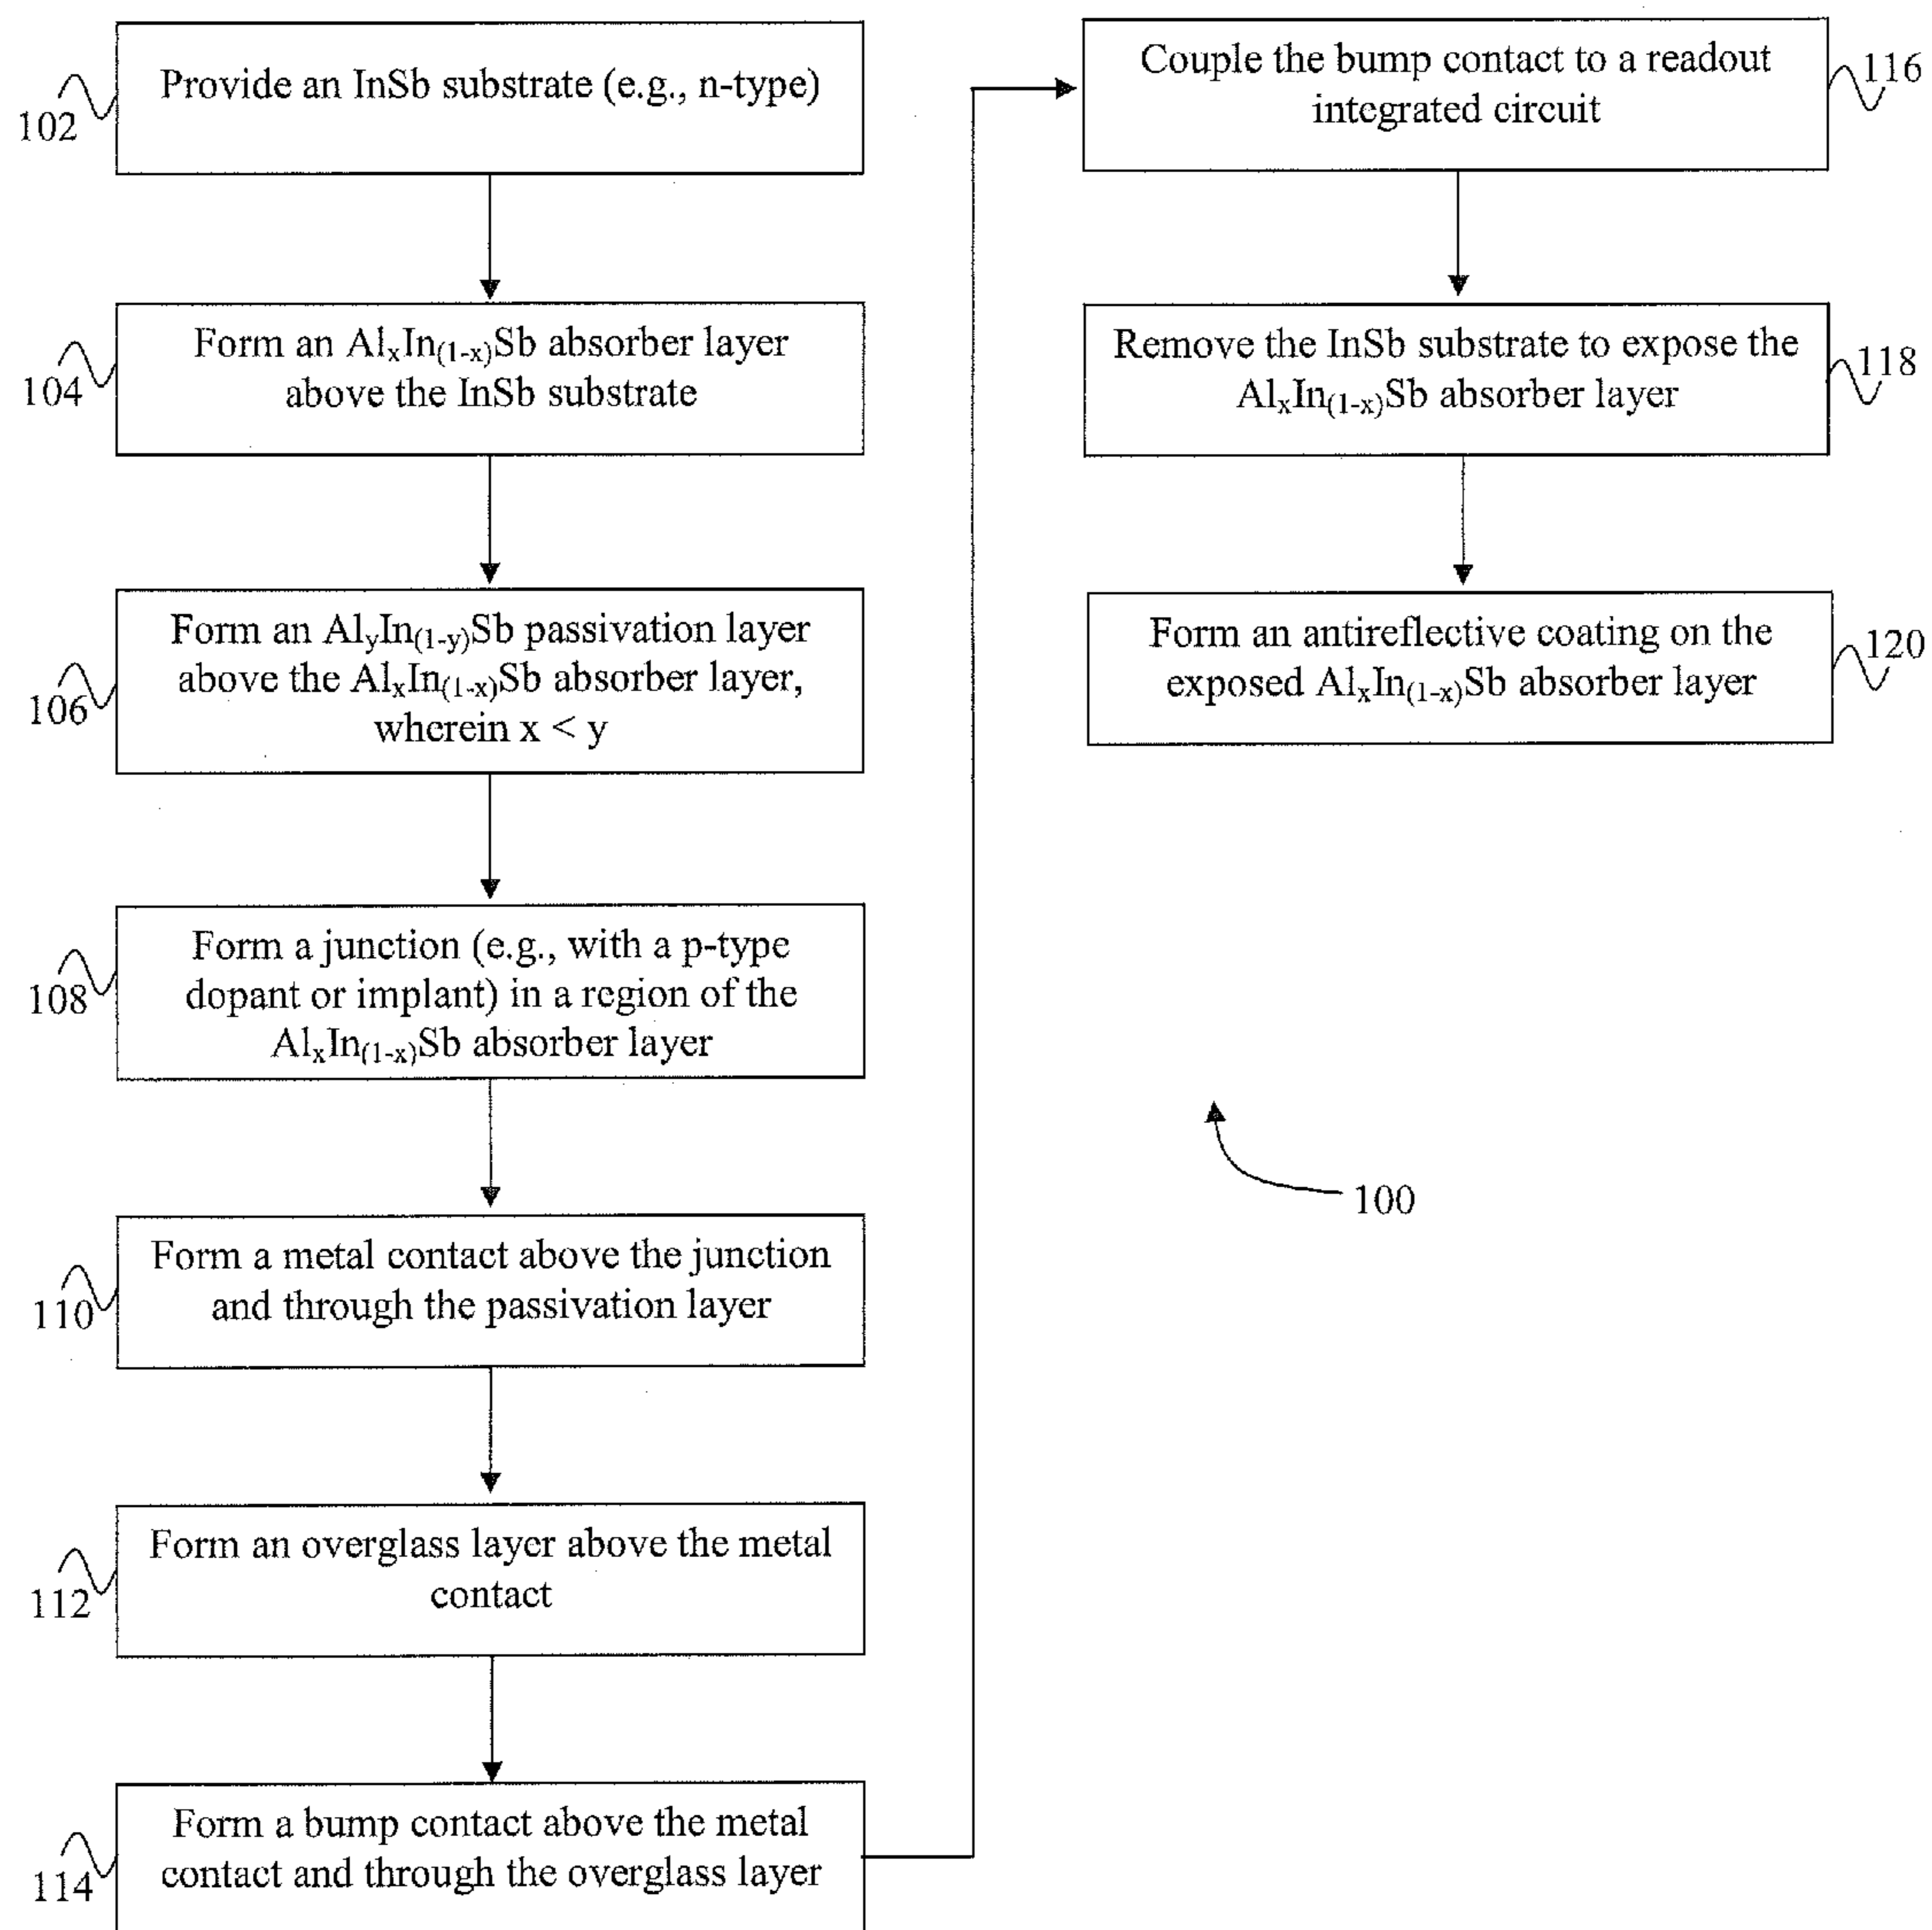 102
Provide an InSb substrate (e.g., n-type)
104
Form an AlₓIn₍₁₋ₓ₎Sb absorber layer
above the InSb substrate
106
Form an AlyIn(1-y)Sb passivation layer
above the AlₓIn₍₁₋ₓ₎Sb absorber layer,
wherein x < y
108
Form a junction (e.g., with a p-type
dopant or implant) in a region of the
AlₓIn₍₁₋ₓ₎Sb absorber layer
110
Form a metal contact above the junction
and through the passivation layer
112
Form an overglass layer above the metal
contact
114
Form a bump contact above the metal
contact and through the overglass layer
Couple the bump contact to a readout
integrated circuit
116
Remove the InSb substrate to expose the
AlₓIn₍₁₋ₓ₎Sb absorber layer
118
Form an antireflective coating on the
exposed AlₓIn₍₁₋ₓ₎Sb absorber layer
120
100